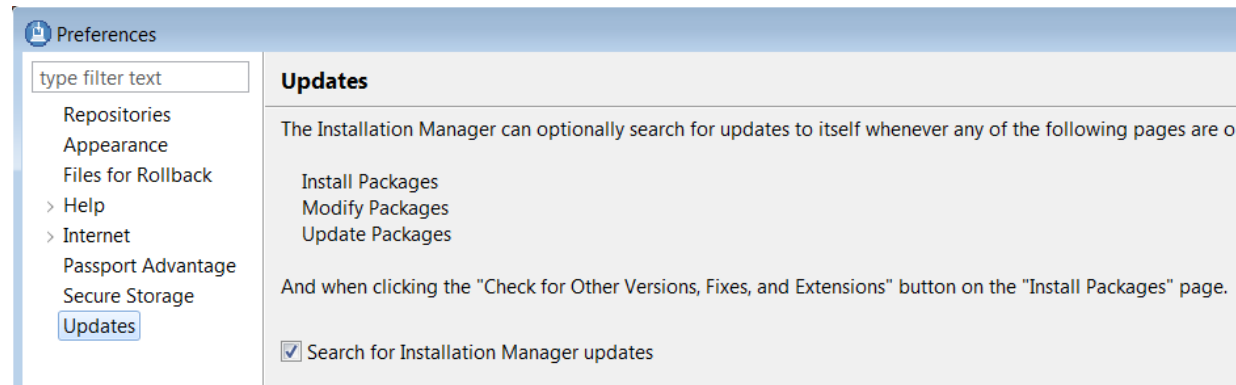 Preferences
type filter text
Repositories
Appearance
Files for Rollback
Help
Internet
Passport Advantage
Secure Storage
Updates
Updates
The Installation Manager can optionally search for updates to itself whenever any of the following pages are
Install Packages
Modify Packages
Update Packages
And when clicking the "Check for Other Versions, Fixes, and Extensions" button on the "Install Packages" page.
Search for Installation Manager updates